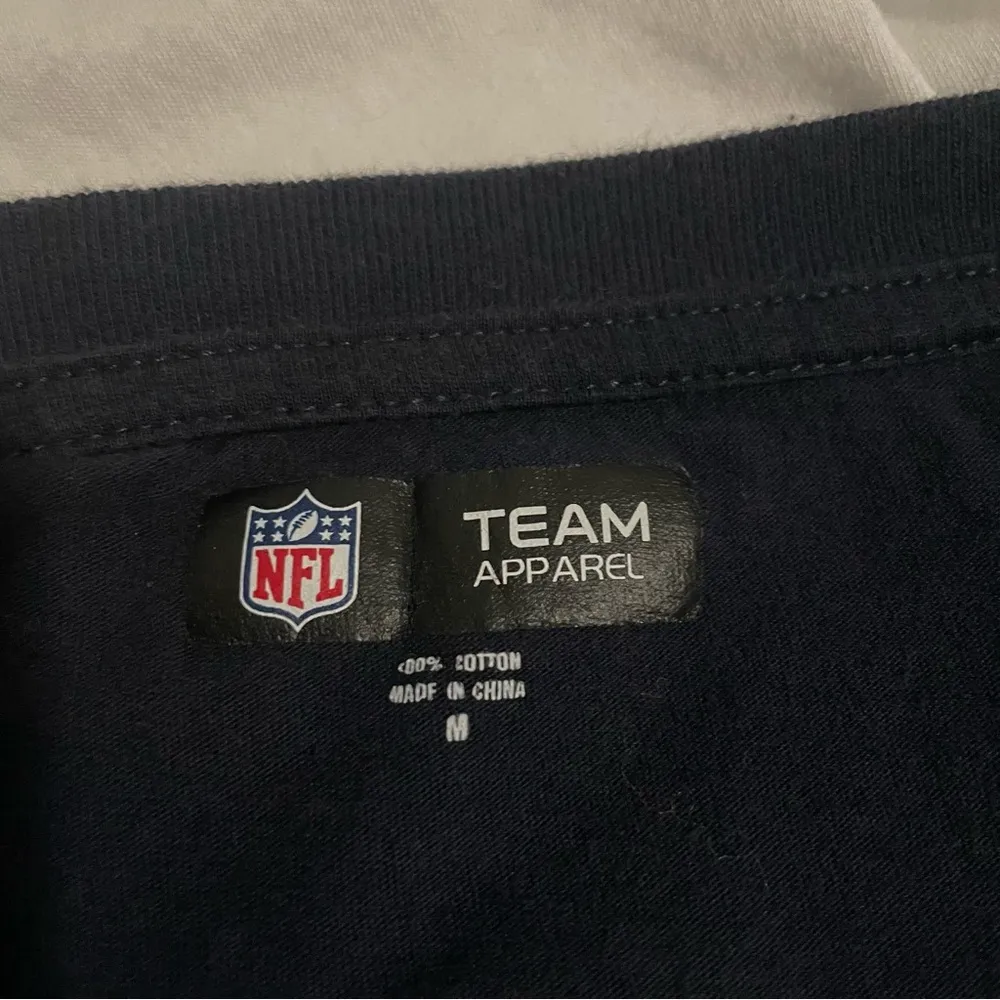 NFL
TEAM
APPAREL
100% COTTON
MADE IN CHINA
M